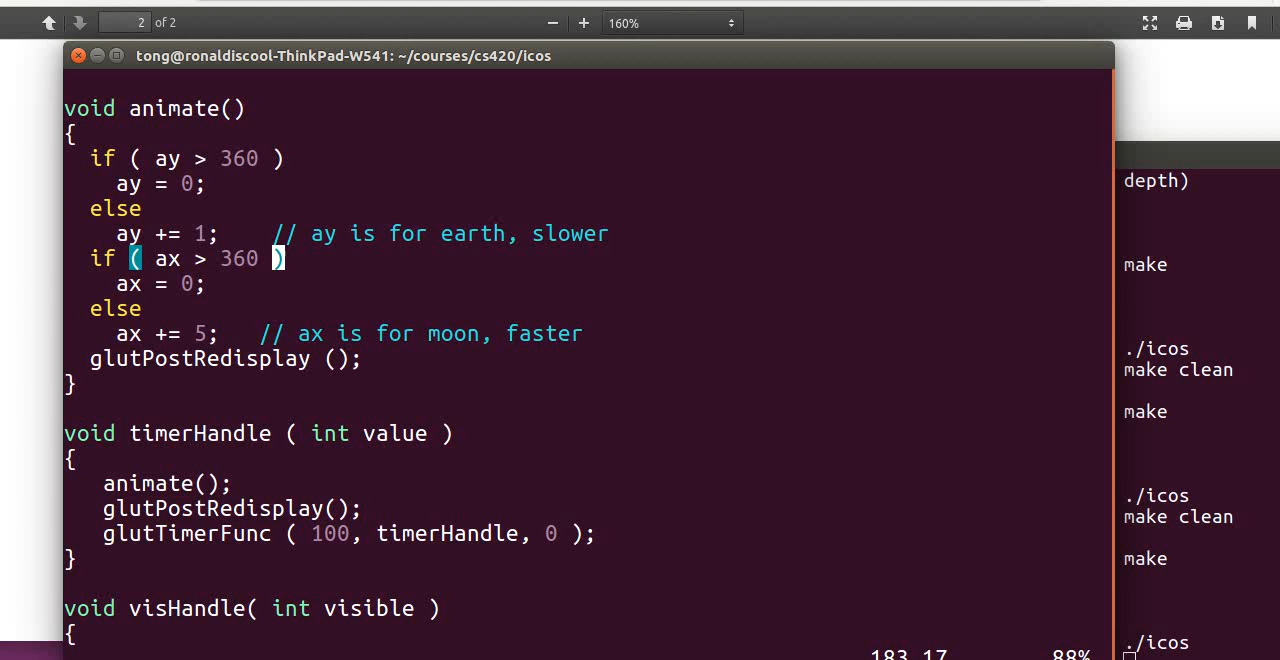 2 of 2
160%
tong@ronaldiscool-ThinkPad-W541: ~/courses/cs420/icos
void animate()
{
  if ( ay > 360 )
    ay = 0;
  else
    ay += 1;    // ay is for earth, slower
  if ( ax > 360 )
    ax = 0;
  else
    ax += 5;   // ax is for moon, faster
  glutPostRedisplay ();
}
void timerHandle ( int value )
{
   animate();
   glutPostRedisplay();
   glutTimerFunc ( 100, timerHandle, 0 );
}
void visHandle( int visible )
{
183,17 88%
depth)
make
./icos
make clean
make
./icos
make clean
make
./icos